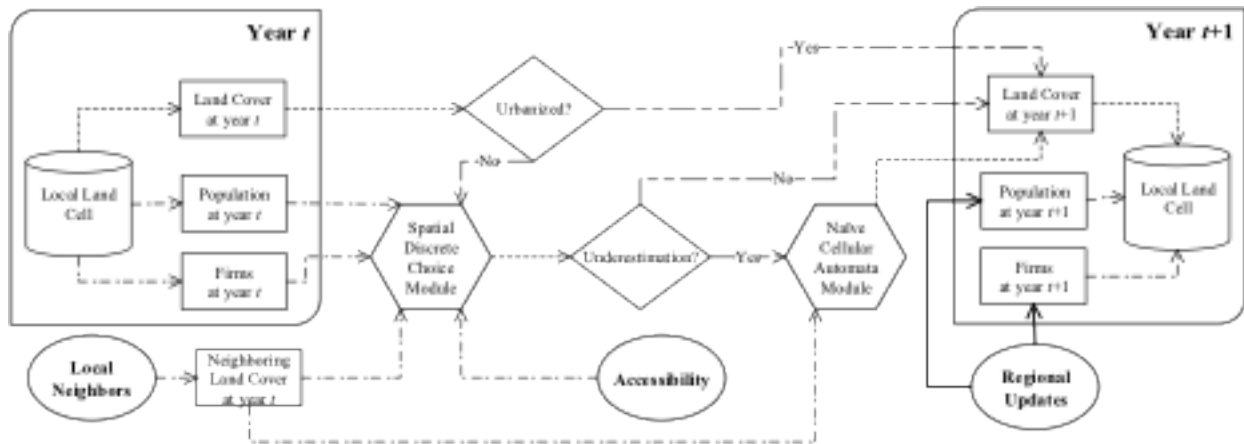 Year t
Year t+1
Land Cover
at year t
Urbanized?
Yes
Land Cover
at year t+1
No
No
Local Land
Cell
Population
at year t
Spatial
Discrete
Choice
Module
Underestimation?
Yes
Naïve
Cellular
Automata
Module
Population
at year t+1
Local Land
Cell
Firms
at year t
Firms
at year t+1
Local
Neighbors
Neighboring
Land Cover
at year t
Accessibility
Regional
Updates